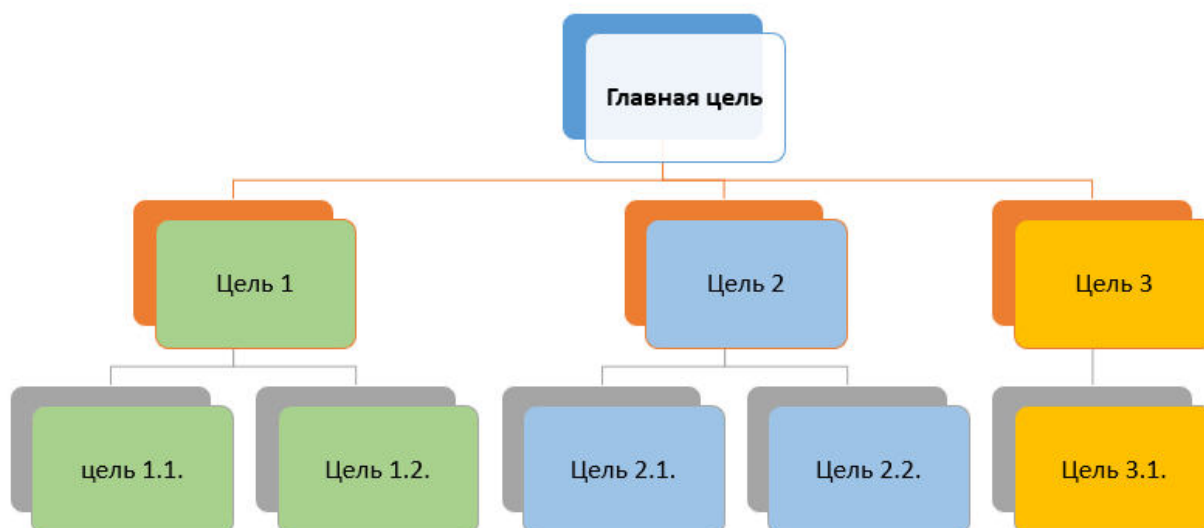 Главная цель
Цель 1
Цель 2
Цель 3
цель 1.1.
Цель 1.2.
Цель 2.1.
Цель 2.2.
Цель 3.1.